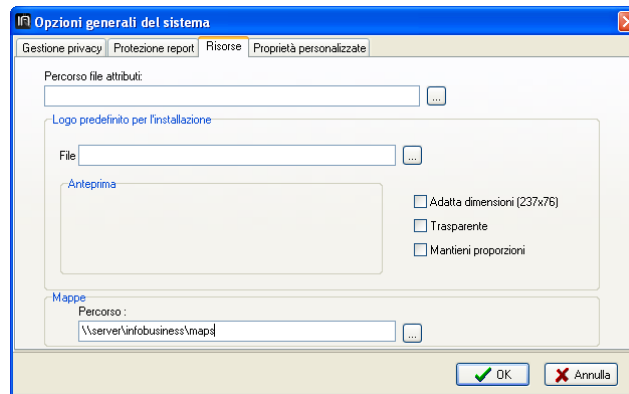 Opzioni generali del sistema
Gestione privacy
Protezione report
Risorse
Proprietà personalizzate
Percorso file attributi:
...
Logo predefinito per l'installazione
File
...
Anteprima
Adatta dimensioni (237x76)
Trasparente
Mantieni proporzioni
Mappe
Percorso :
\\server\infobusiness\maps
...
OK
Annulla